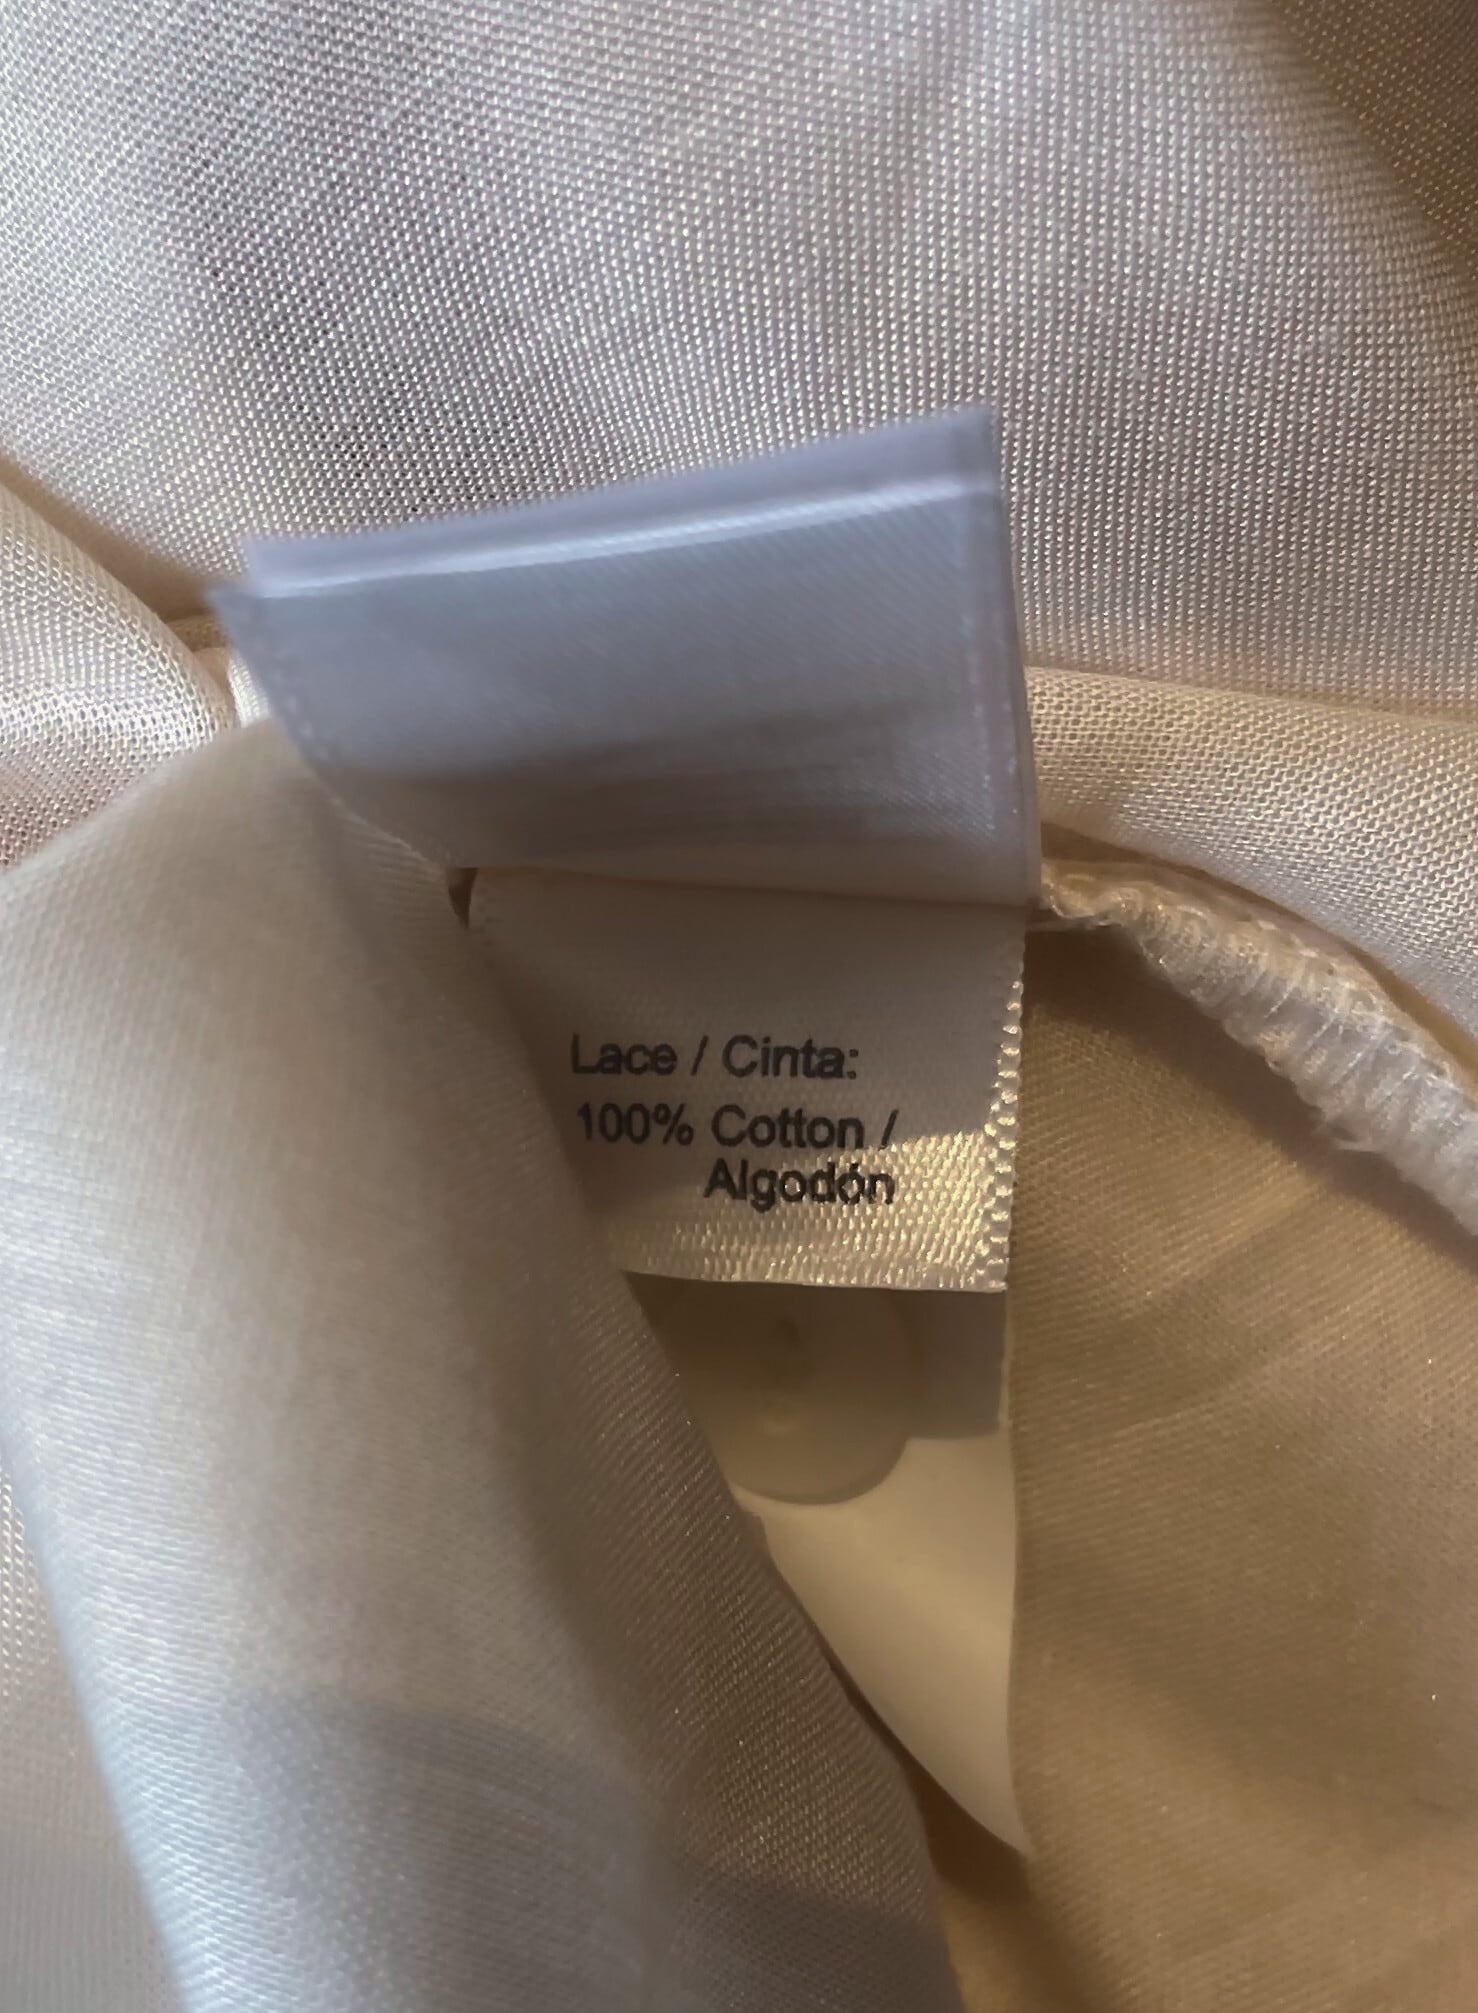 Lace / Cinta:
100% Cotton /
Algodón